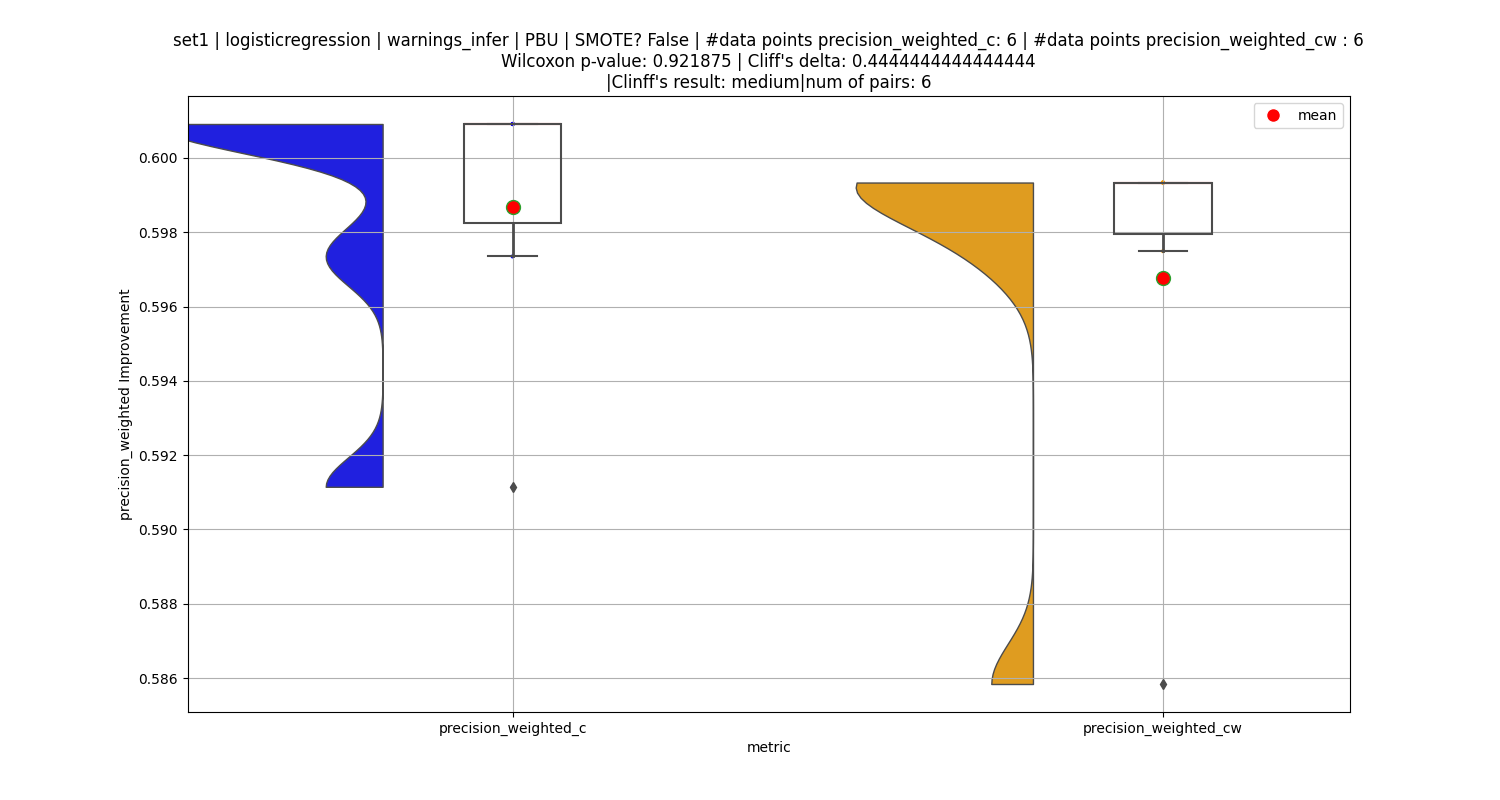 set1 | logisticregression | warnings_infer | PBU | SMOTE? False | #data points precision_weighted_c: 6 | #data points precision_weighted_cw : 6
Wilcoxon p-value: 0.921875 | Cliff's delta: 0.4444444444444444
|Clinff's result: medium|num of pairs: 6
mean
precision_weighted Improvement
0.600
0.598
0.596
0.594
0.592
0.590
0.588
0.586
precision_weighted_c
precision_weighted_cw
metric